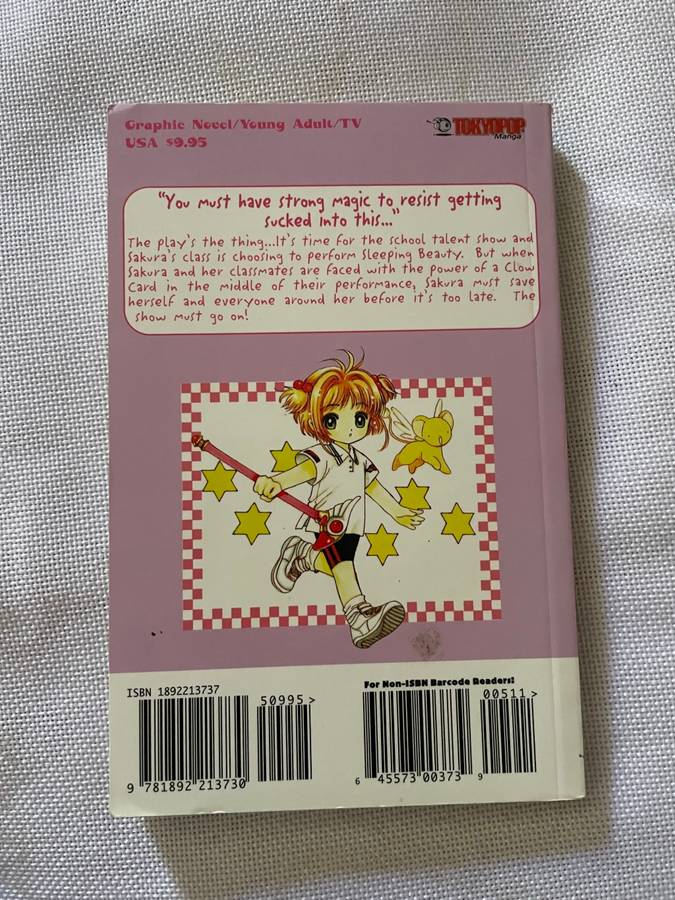 Graphic Novel/Young Adult/TV
USA $9.95
TOKYOPOP
Manga
"You must have strong magic to resist getting
sucked into this..."
The play's the thing...It's time for the school talent show and
Sakura's class is choosing to perform Sleeping Beauty. But when
Sakura and her classmates are faced with the power of a Clow
Card in the middle of their performance, Sakura must save
herself and everyone around her before it's too late. The
show must go on!
ISBN 1892213737
50995>
9 781892 213730
For Non-ISBN Barcode Readers:
00511>
6 45573 00373 9